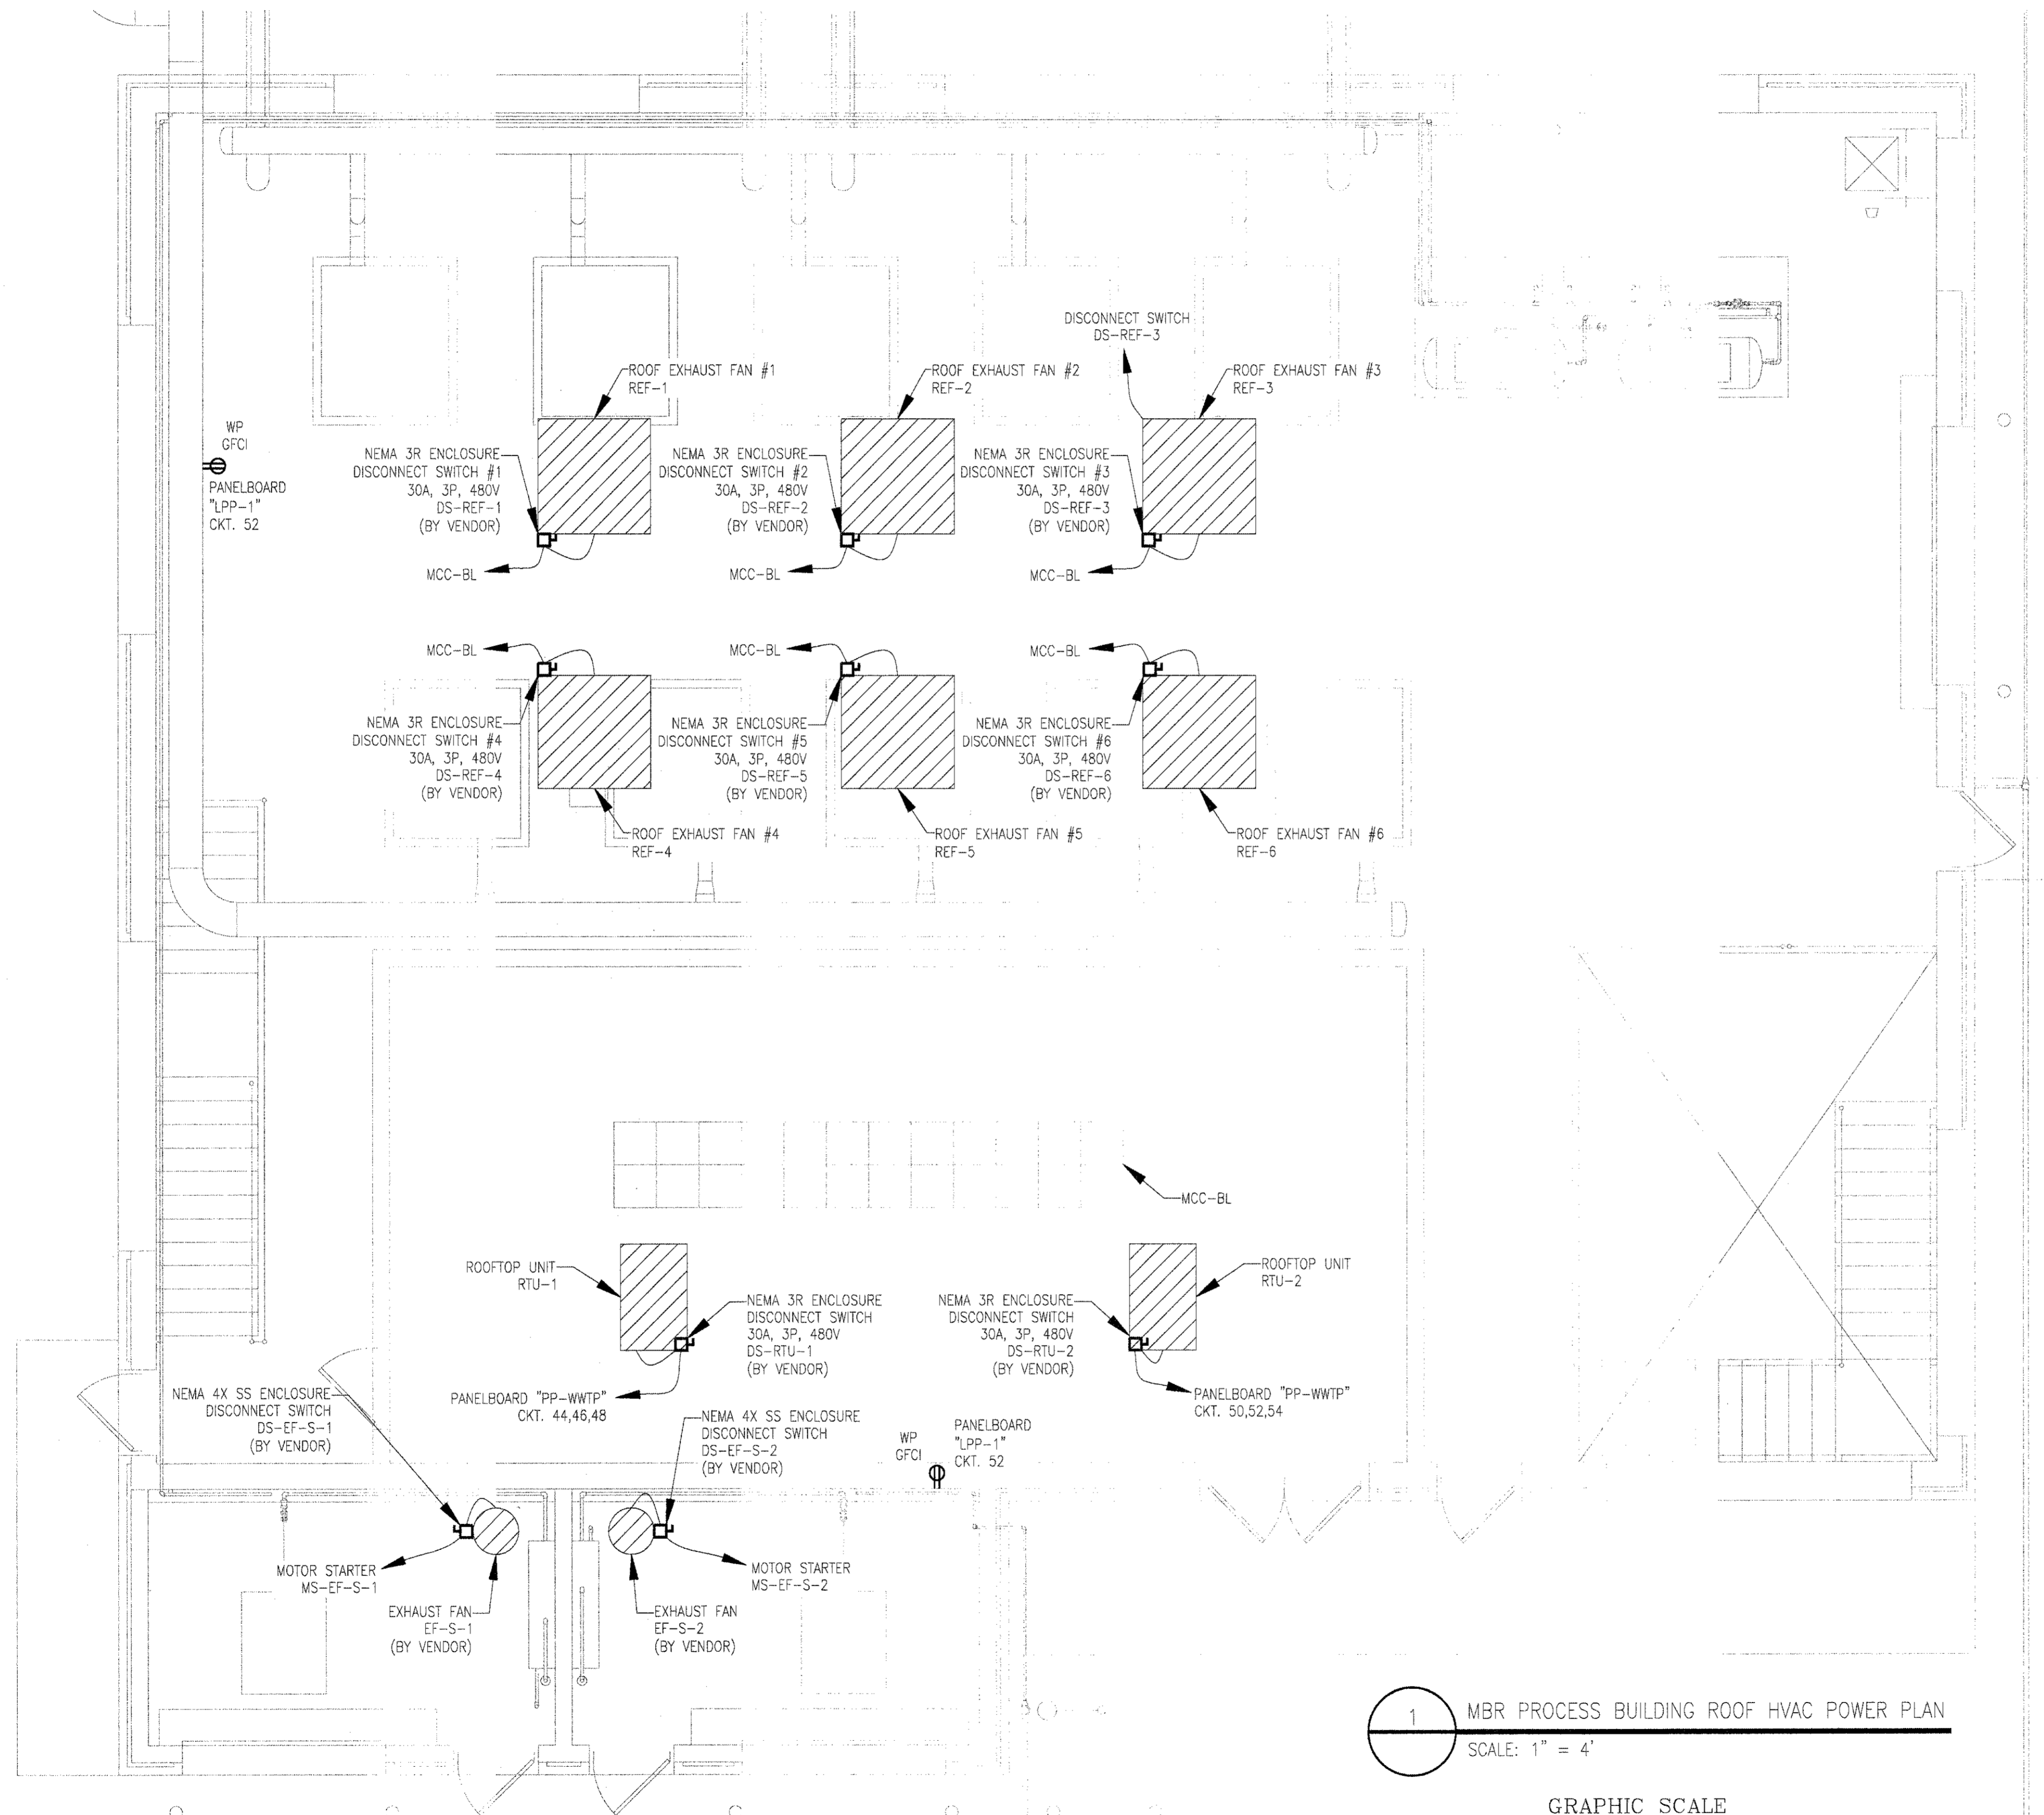 DISCONNECT SWITCH
DS-REF-3
ROOF EXHAUST FAN #1
REF-1
ROOF EXHAUST FAN #2
REF-2
ROOF EXHAUST FAN #3
REF-3
WP
GFCI
PANELBOARD
"LPP-1"
CKT. 52
NEMA 3R ENCLOSURE
DISCONNECT SWITCH #1
30A, 3P, 480V
DS-REF-1
(BY VENDOR)
NEMA 3R ENCLOSURE
DISCONNECT SWITCH #2
30A, 3P, 480V
DS-REF-2
(BY VENDOR)
NEMA 3R ENCLOSURE
DISCONNECT SWITCH #3
30A, 3P, 480V
DS-REF-3
(BY VENDOR)
MCC-BL
MCC-BL
MCC-BL
MCC-BL
MCC-BL
MCC-BL
NEMA 3R ENCLOSURE
DISCONNECT SWITCH #4
30A, 3P, 480V
DS-REF-4
(BY VENDOR)
NEMA 3R ENCLOSURE
DISCONNECT SWITCH #5
30A, 3P, 480V
DS-REF-5
(BY VENDOR)
NEMA 3R ENCLOSURE
DISCONNECT SWITCH #6
30A, 3P, 480V
DS-REF-6
(BY VENDOR)
ROOF EXHAUST FAN #4
REF-4
ROOF EXHAUST FAN #5
REF-5
ROOF EXHAUST FAN #6
REF-6
MCC-BL
ROOFTOP UNIT
RTU-1
ROOFTOP UNIT
RTU-2
NEMA 3R ENCLOSURE
DISCONNECT SWITCH
30A, 3P, 480V
DS-RTU-1
(BY VENDOR)
NEMA 3R ENCLOSURE
DISCONNECT SWITCH
30A, 3P, 480V
DS-RTU-2
(BY VENDOR)
PANELBOARD "PP-WWTP"
CKT. 44,46,48
PANELBOARD "PP-WWTP"
CKT. 50,52,54
NEMA 4X SS ENCLOSURE
DISCONNECT SWITCH
DS-EF-S-1
(BY VENDOR)
NEMA 4X SS ENCLOSURE
DISCONNECT SWITCH
DS-EF-S-2
(BY VENDOR)
WP
GFCI
PANELBOARD
"LPP-1"
CKT. 52
MOTOR STARTER
MS-EF-S-1
MOTOR STARTER
MS-EF-S-2
EXHAUST FAN
EF-S-1
(BY VENDOR)
EXHAUST FAN
EF-S-2
(BY VENDOR)
1
MBR PROCESS BUILDING ROOF HVAC POWER PLAN
SCALE: 1" = 4'
GRAPHIC SCALE